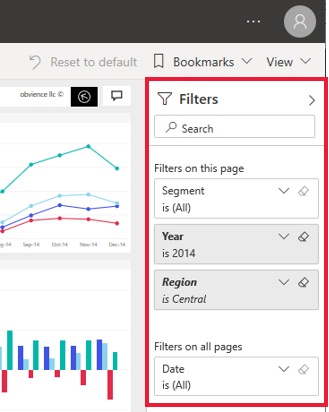 Reset to default Bookmarks View
obvience llc ©
Filters
Search
Filters on this page
Segment
is (All)
Year
is 2014
Region
is Central
Filters on all pages
Date
is (All)
Sep-14 Oct-14 Nov-14 Dec-14